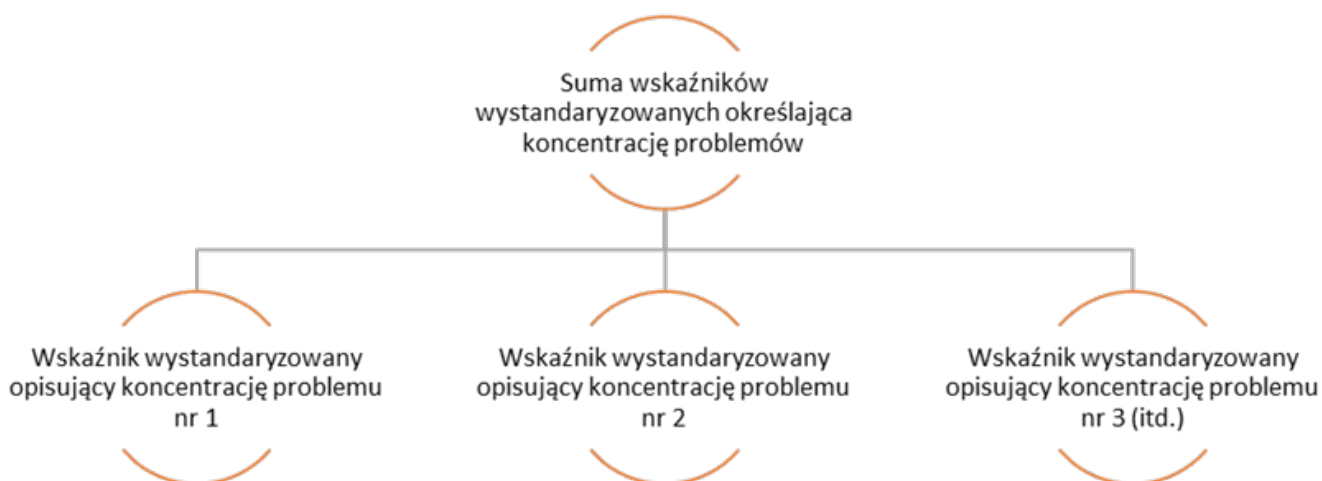 Suma wskaźników
wystandaryzowanych określająca
koncentrację problemów
Wskaźnik wystandaryzowany
opisujący koncentrację problemu
nr 1
Wskaźnik wystandaryzowany
opisujący koncentrację problemu
nr 2
Wskaźnik wystandaryzowany
opisujący koncentrację problemu
nr 3 (itd.)